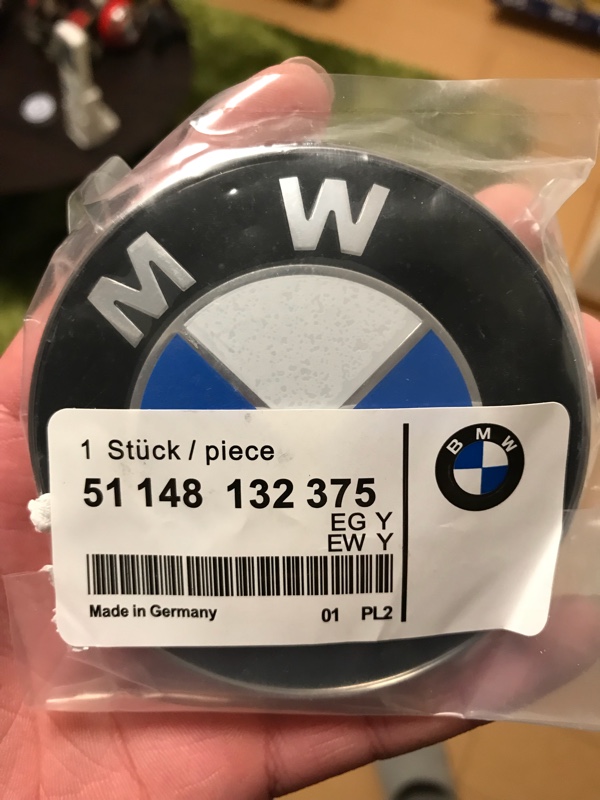 M W
1 Stück / piece
BMW
51 148 132 375
EG Y
EW Y
Made in Germany 01 PL2